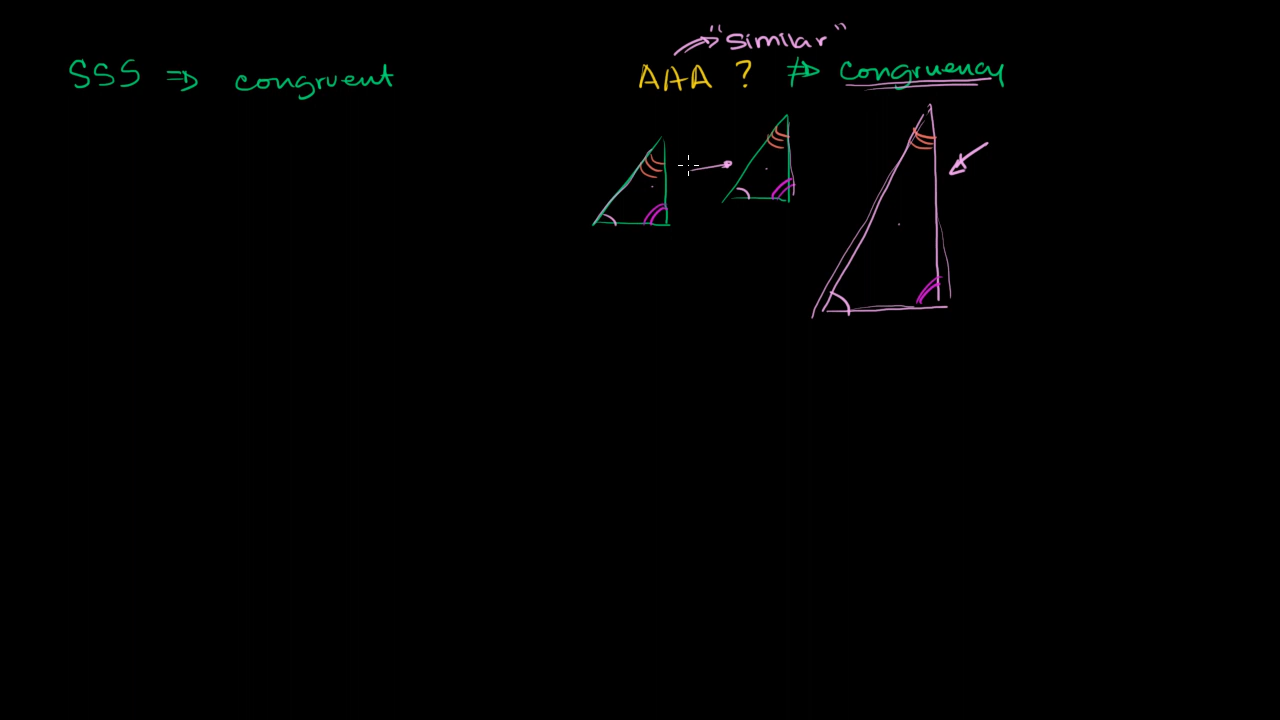 "Similar"
SSS ⇒ congruent
AAA ? ⇏ congruency